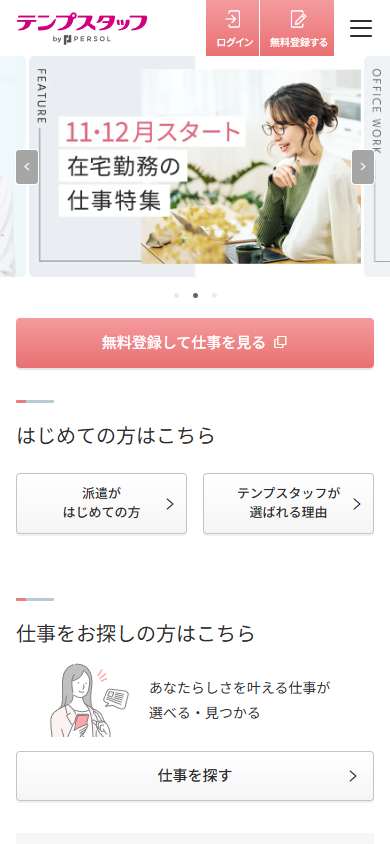 テンプスタッフ
by PERSOL
ログイン
無料登録する
FEATURE
11・12月スタート
在宅勤務の
仕事特集
OFFICE WORK
無料登録して仕事を見る
はじめての方はこちら
派遣が
はじめての方
テンプスタッフが
選ばれる理由
仕事をお探しの方はこちら
あなたらしさを叶える仕事が
選べる・見つかる
仕事を探す